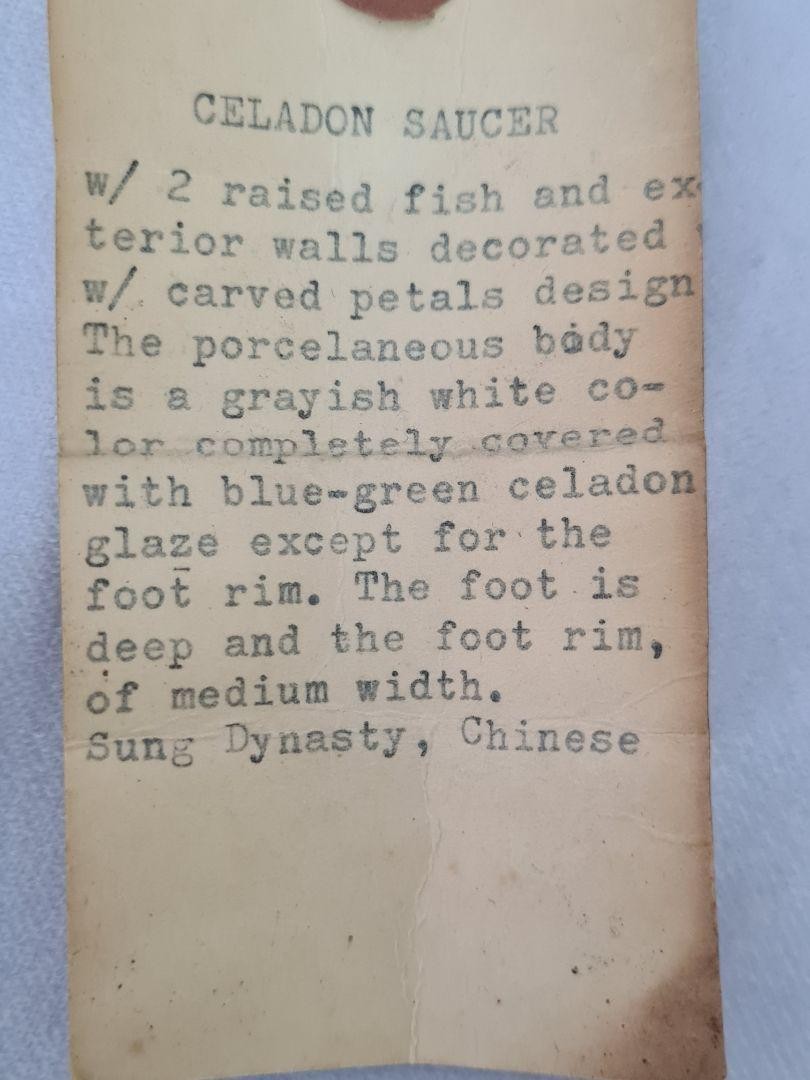 CELADON SAUCER
w/ 2 raised fish and ex-
terior walls decorated
w/ carved petals design
The porcelaneous body
is a grayish white co-
lor completely covered
with blue-green celadon
glaze except for the
foot rim. The foot is
deep and the foot rim,
of medium width.
Sung Dynasty, Chinese